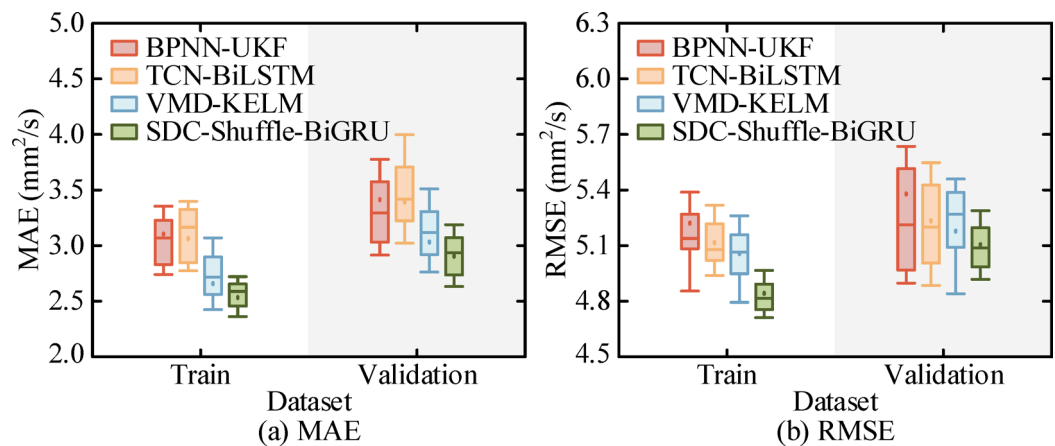 5.0
4.5
4.0
3.5
3.0
2.5
2.0
MAE (mm²/s)
BPNN-UKF
TCN-BiLSTM
VMD-KELM
SDC-Shuffle-BiGRU
Train
Validation
Dataset
(a) MAE
6.3
6.0
5.7
5.4
5.1
4.8
4.5
RMSE (mm²/s)
BPNN-UKF
TCN-BiLSTM
VMD-KELM
SDC-Shuffle-BiGRU
Train
Validation
Dataset
(b) RMSE